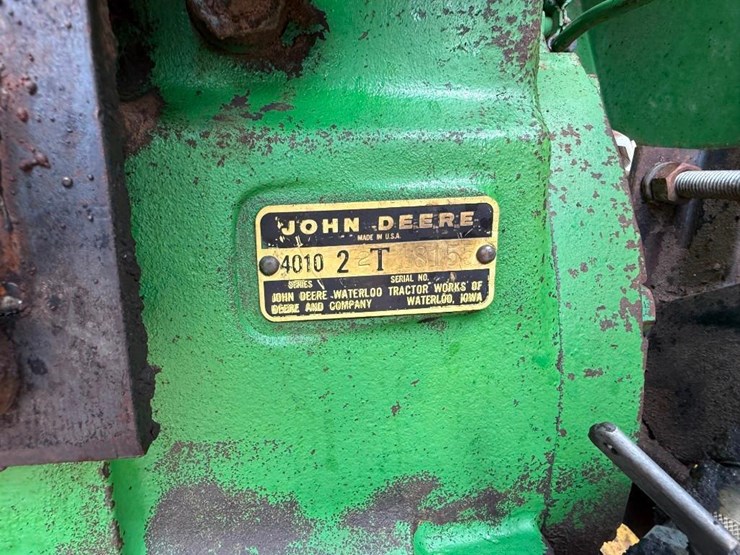 JOHN DEERE
MADE IN U.S.A.
4010 2 T
SERIES SERIAL NO.
JOHN DEERE WATERLOO TRACTOR WORKS OF
DEERE AND COMPANY WATERLOO, IOWA